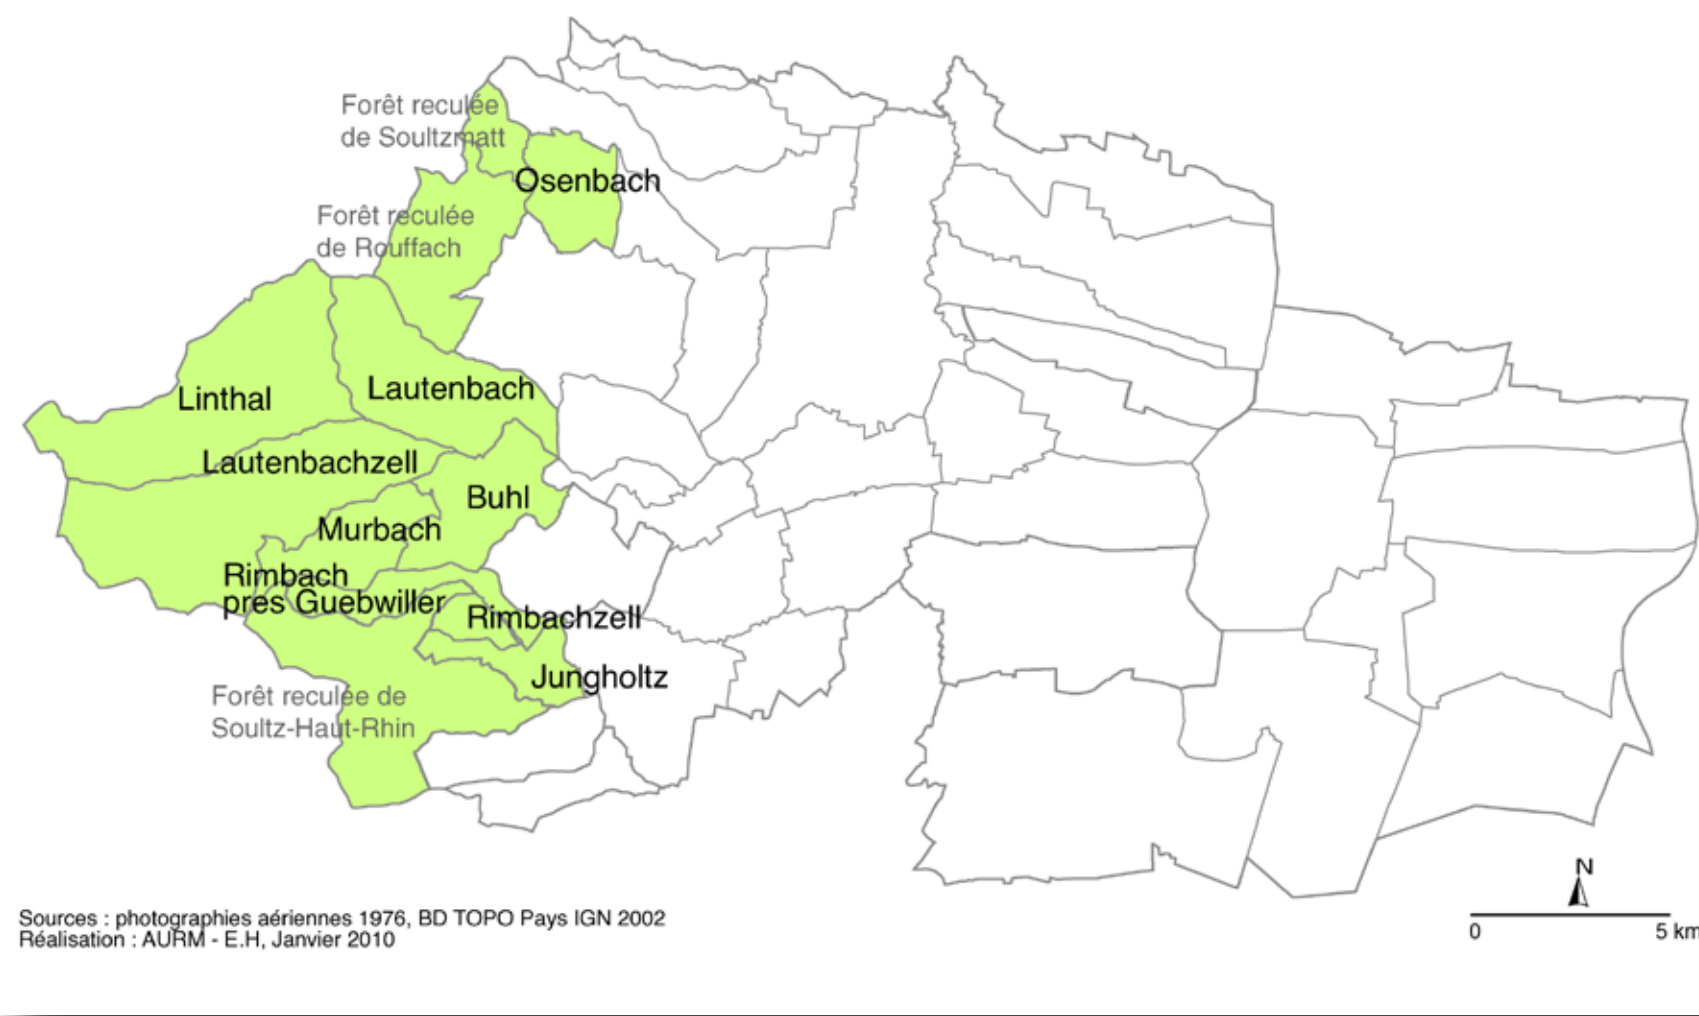 Forêt reculée
de Soultzmatt
Osenbach
Forêt reculée
de Rouffach
Linthal
Lautenbach
Lautenbachzell
Buhl
Murbach
Rimbach
pres Guebwiller
Rimbachzell
Jungholtz
Forêt reculée de
Soultz-Haut-Rhin
N
0 5 km
Sources : photographies aériennes 1976, BD TOPO Pays IGN 2002
Réalisation : AURM - E.H, Janvier 2010